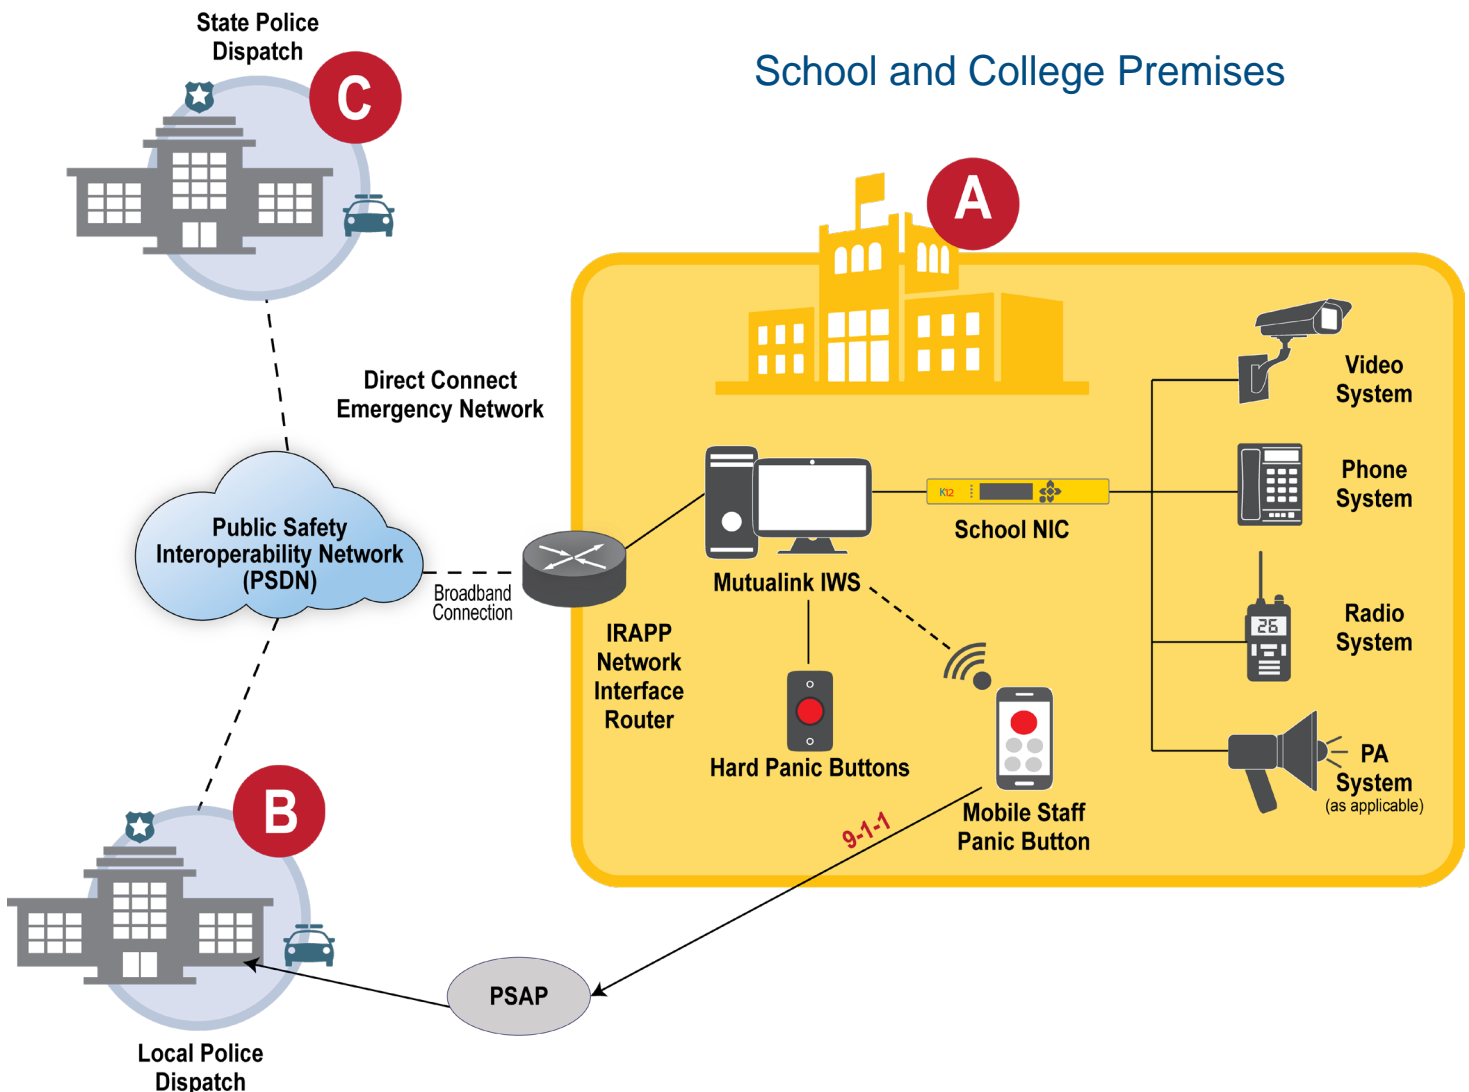 State Police
Dispatch
C
School and College Premises
A
Direct Connect
Emergency Network
Video
System
Phone
System
K12
School NIC
Public Safety
Interoperability Network
(PSDN)
Broadband
Connection
Mutualink IWS
IRAPP
Network
Interface
Router
26
Radio
System
Hard Panic Buttons
Mobile Staff
Panic Button
PA
System
(as applicable)
9-1-1
B
PSAP
Local Police
Dispatch